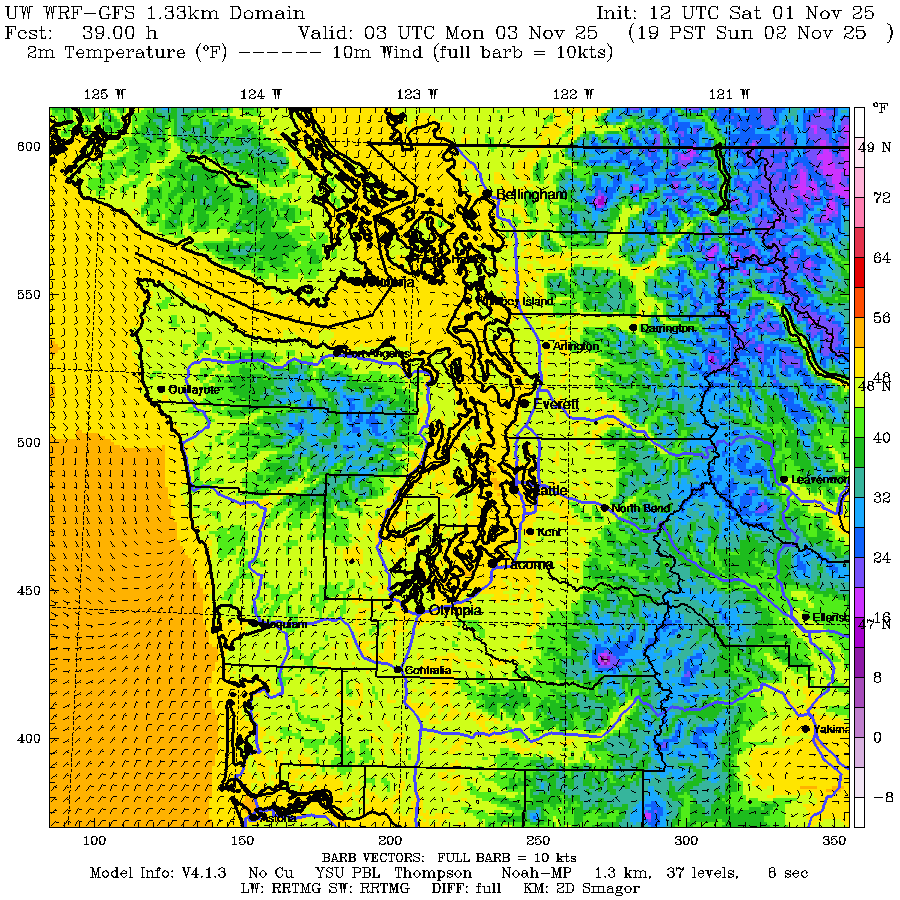 UW WRF-GFS 1.33km Domain Init: 12 UTC Sat 01 Nov 25
Fcst: 39.00 h Valid: 03 UTC Mon 03 Nov 25 (19 PST Sun 02 Nov 25 )
2m Temperature (°F) —————— 10m Wind (full barb = 10kts)
125 W 124 W 123 W 122 W 121 W
°F
600 49 N
Bellingham
72
64
550 Island
Darrington 56
Arlington
Port Angeles
48
Quillayute 48 N
Everett
500 40
Leavenwor
Seattle 32
North Bend
Kent
Tacoma 24
450
Olympia 16
Hoquiam Ellensb 47 N
Centralia
8
400 Yakima 0
-8
Astoria
100 150 200 250 300 350
BARB VECTORS: FULL BARB = 10 kts
Model Info: V4.1.3 No Cu YSU PBL Thompson Noah-MP 1.3 km, 37 levels, 8 sec
LW: RRTMG SW: RRTMG DIFF: full KM: 2D Smagor